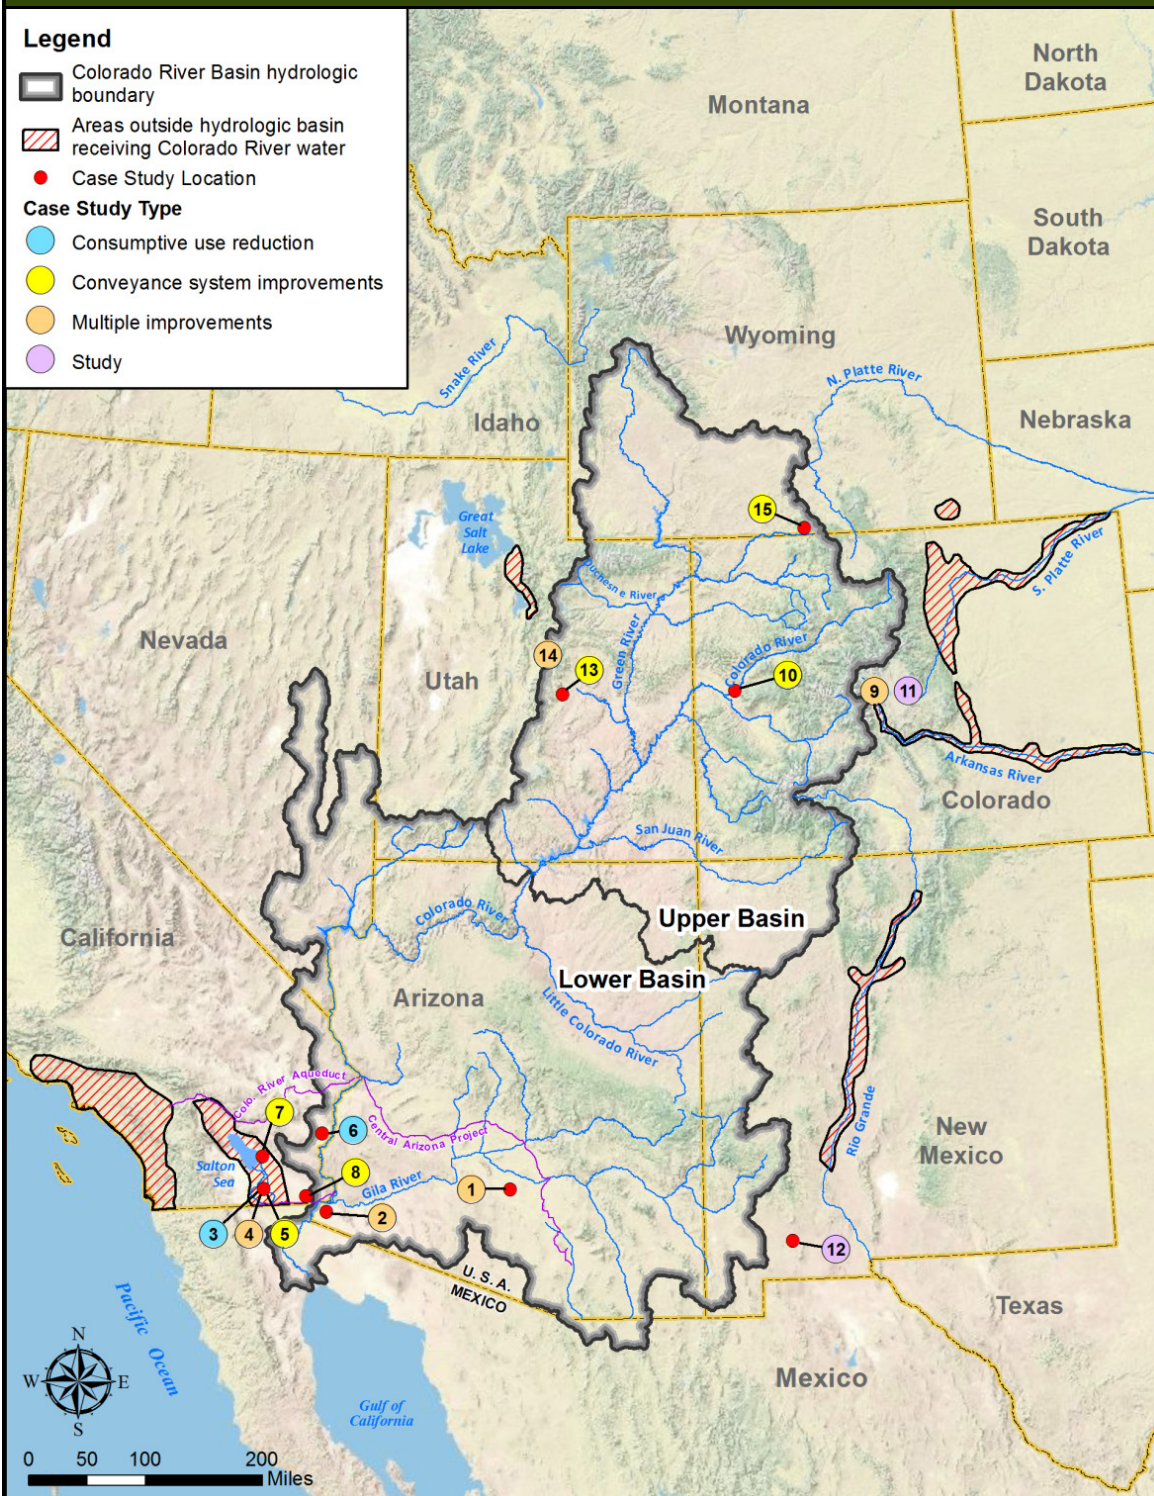 Legend
Colorado River Basin hydrologic
boundary
Areas outside hydrologic basin
receiving Colorado River water
Case Study Location
Case Study Type
Consumptive use reduction
Conveyance system improvements
Multiple improvements
Study
North
Dakota
Montana
South
Dakota
Wyoming
N. Platte River
Snake River
Idaho
Nebraska
Great
Salt
Lake
15
Duchesne River
S. Platte River
Nevada
Utah
14
13
Green River
Colorado River
10
9
11
Arkansas River
Colorado
San Juan River
Colorado River
Upper Basin
California
Lower Basin
Arizona
Little Colorado River
Colo. River Aqueduct
7
6
Central Arizona Project
Rio Grande
New
Mexico
Salton
Sea
8
Gila River
1
2
3
4
5
12
U. S. A.
MEXICO
Pacific Ocean
Texas
Mexico
Gulf of
California
N
W
E
S
0
50
100
200
Miles